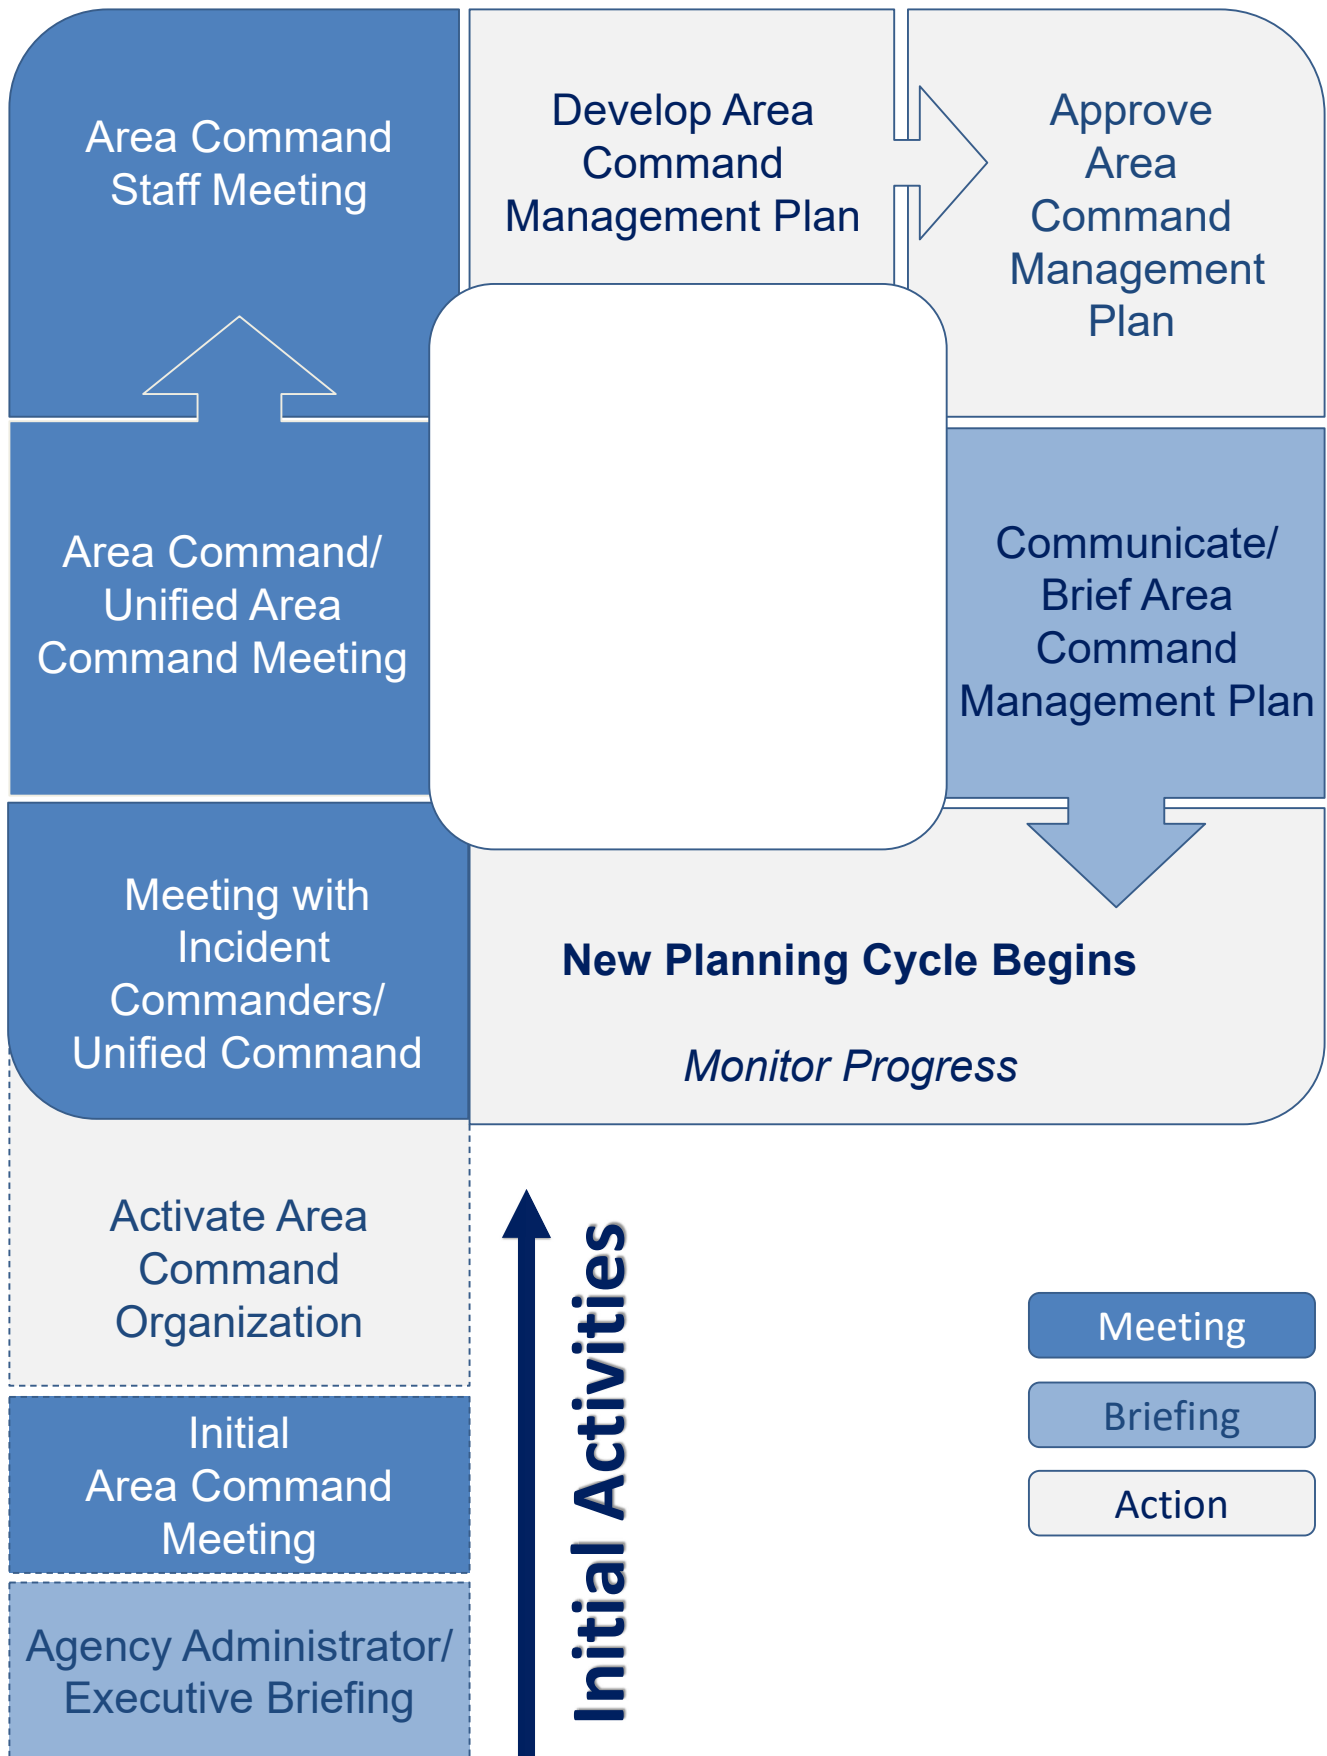 Area Command
Staff Meeting
Develop Area
Command
Management Plan
Approve
Area
Command
Management
Plan
Area Command/
Unified Area
Command Meeting
Communicate/
Brief Area
Command
Management Plan
Meeting with
Incident
Commanders/
Unified Command
New Planning Cycle Begins
Monitor Progress
Activate Area
Command
Organization
Initial
Area Command
Meeting
Agency Administrator/
Executive Briefing
Initial Activities
Meeting
Briefing
Action